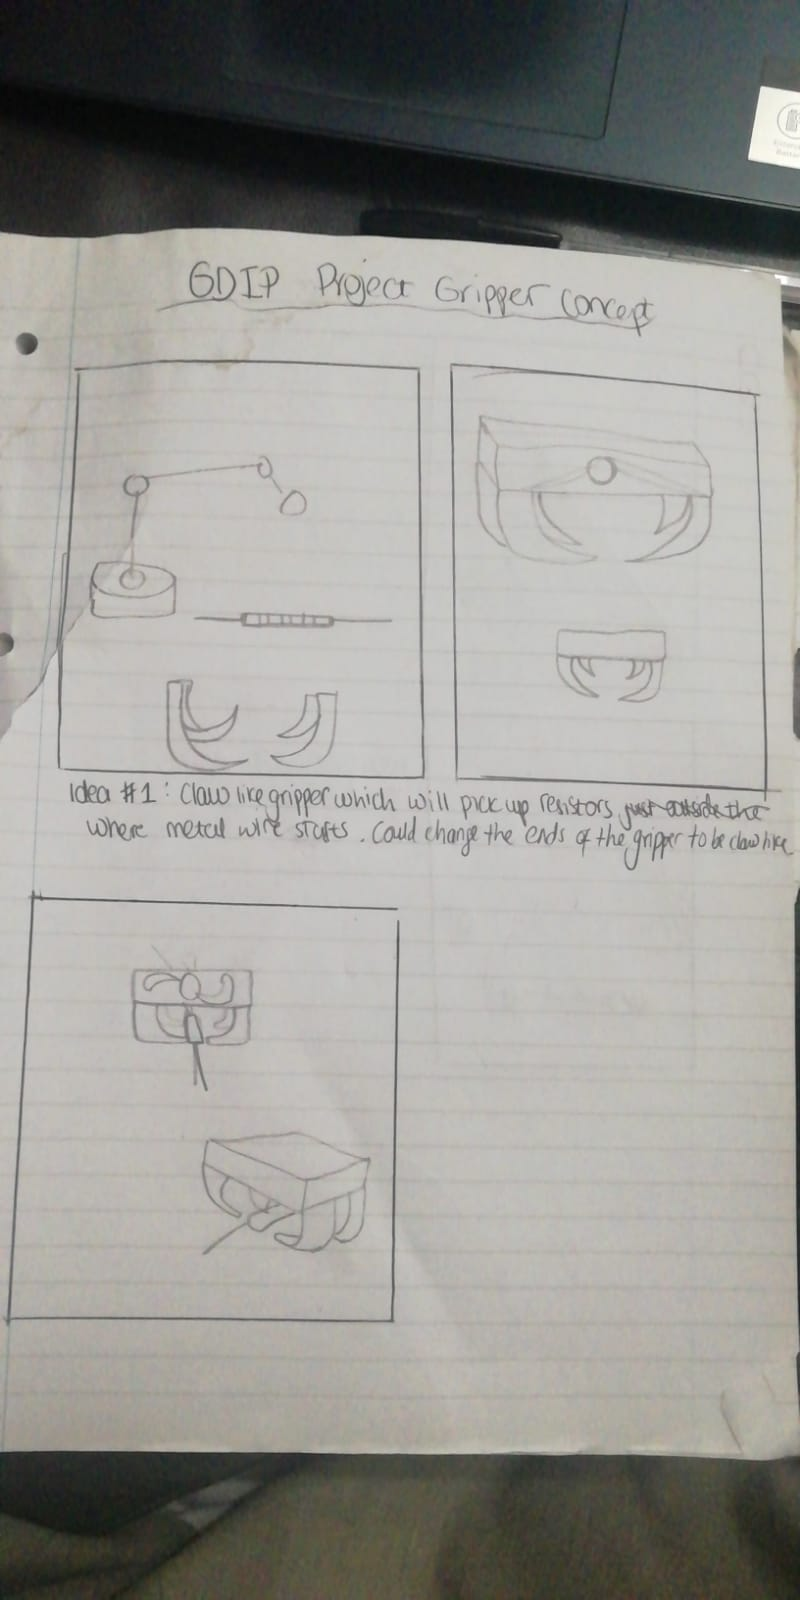 GDIP Project Gripper Concept
Idea #1: Claw like gripper which will pick up resistors just outside the
where metal wire starts. Could change the ends of the gripper to be claw like